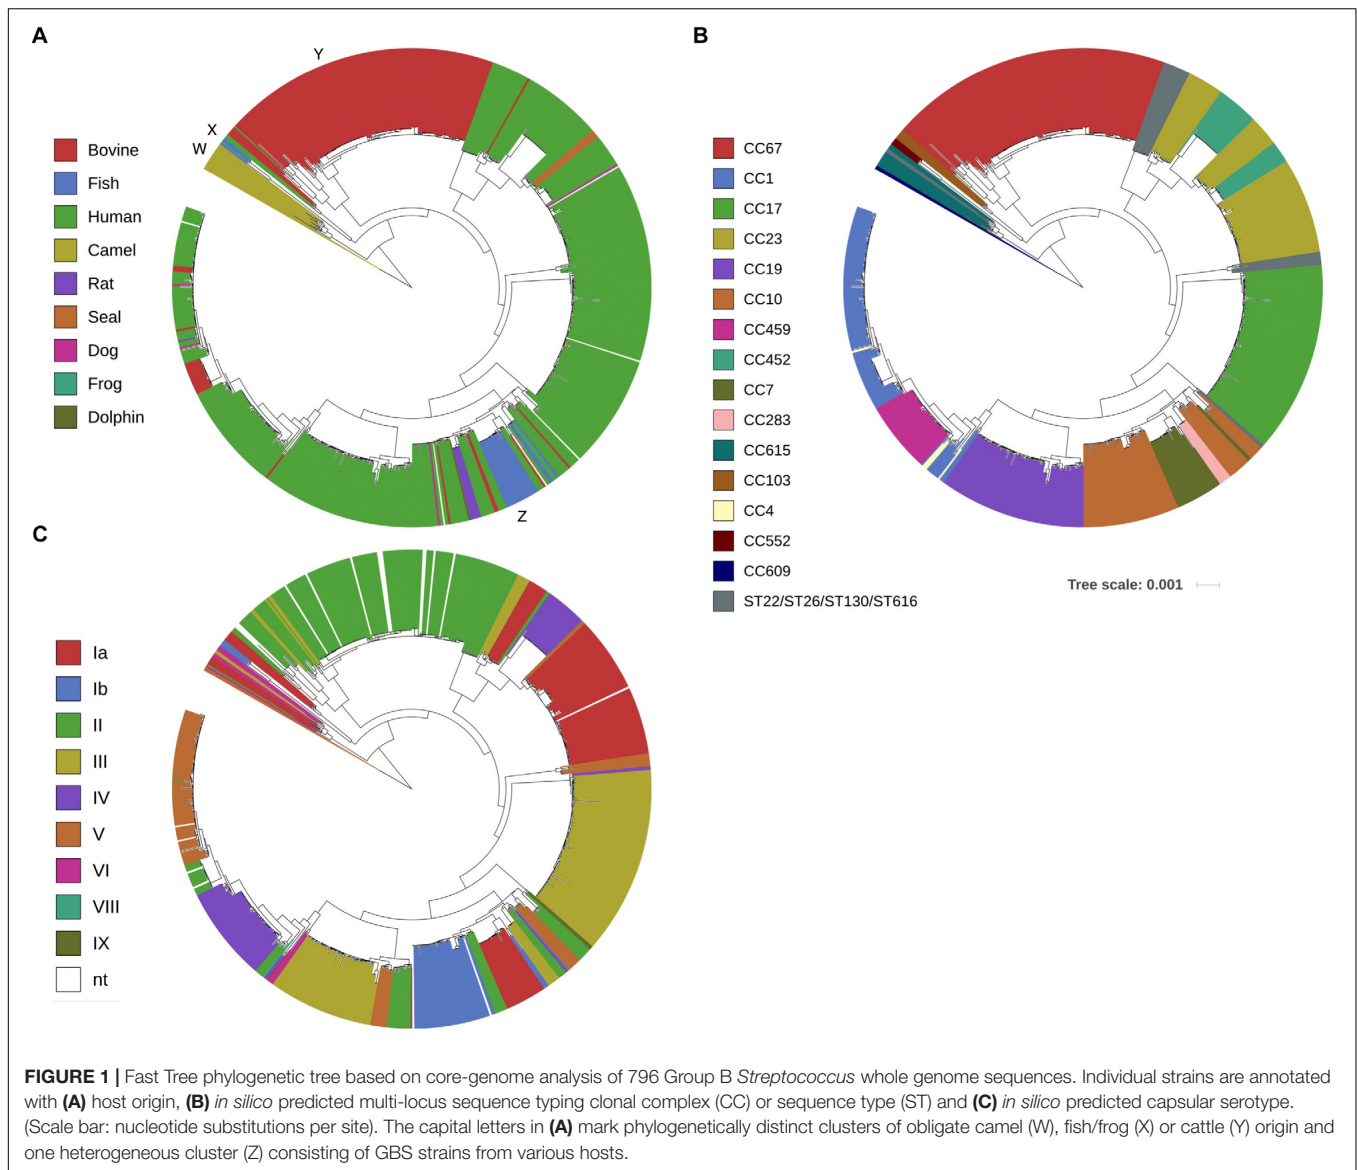 A
Y
X
W
Bovine
Fish
Human
Camel
Rat
Seal
Dog
Frog
Dolphin
Z
B
CC67
CC1
CC17
CC23
CC19
CC10
CC459
CC452
CC7
CC283
CC615
CC103
CC4
CC552
CC609
ST22/ST26/ST130/ST616
Tree scale: 0.001
C
Ia
Ib
II
III
IV
V
VI
VIII
IX
nt
FIGURE 1 | Fast Tree phylogenetic tree based on core-genome analysis of 796 Group B Streptococcus whole genome sequences. Individual strains are annotated
with (A) host origin, (B) in silico predicted multi-locus sequence typing clonal complex (CC) or sequence type (ST) and (C) in silico predicted capsular serotype.
(Scale bar: nucleotide substitutions per site). The capital letters in (A) mark phylogenetically distinct clusters of obligate camel (W), fish/frog (X) or cattle (Y) origin and
one heterogeneous cluster (Z) consisting of GBS strains from various hosts.